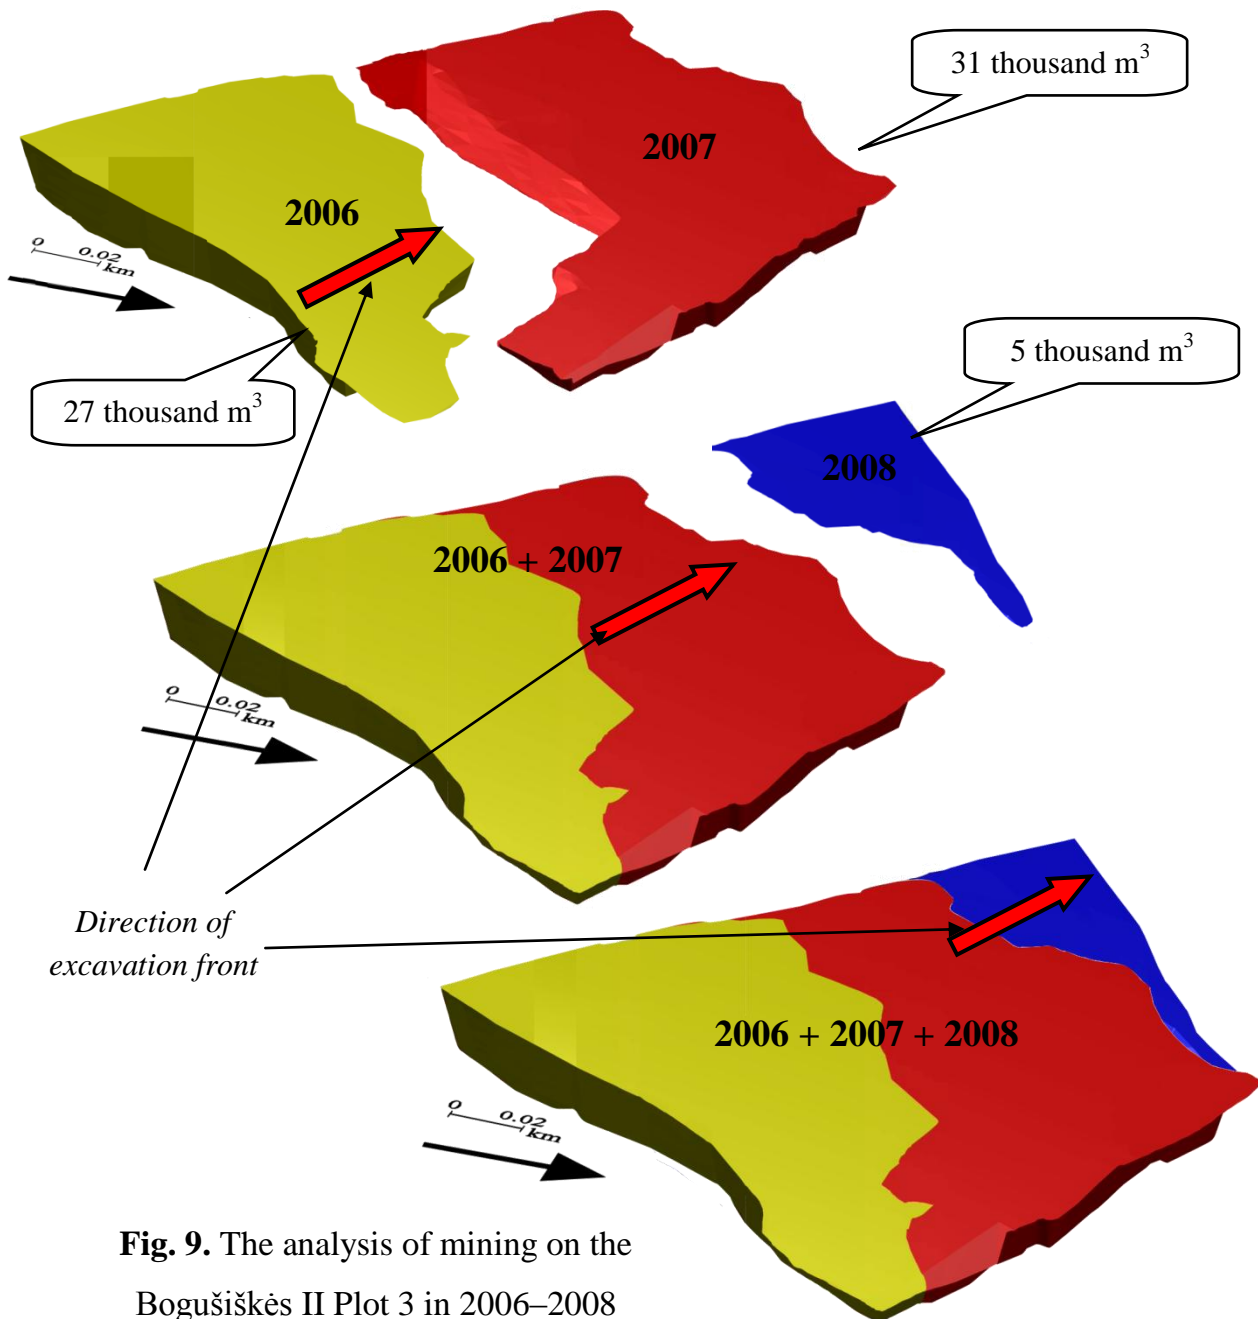 31 thousand m³
2007
2006
0 0.02
km
27 thousand m³
5 thousand m³
2008
2006 + 2007
0 0.02
km
Direction of
excavation front
2006 + 2007 + 2008
0 0.02
km
Fig. 9. The analysis of mining on the
Bogušiškės II Plot 3 in 2006–2008